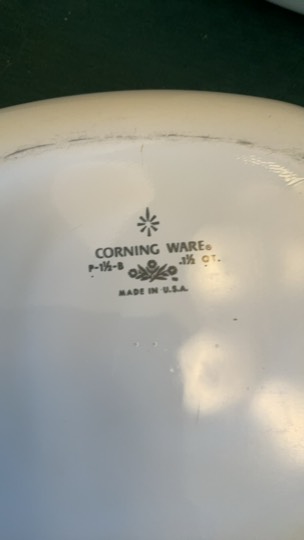 CORNING WARE®
P-1½-B 1½ QT.
MADE IN U.S.A.